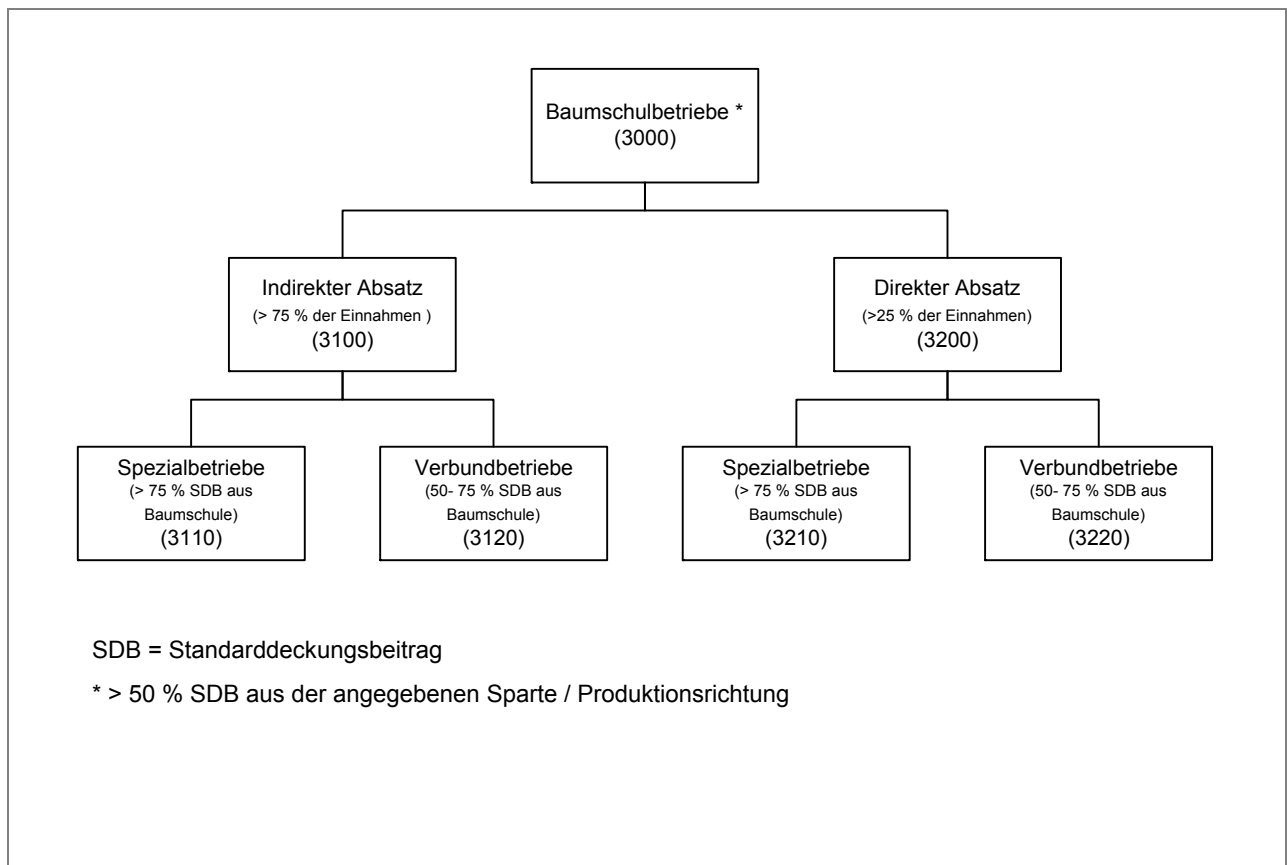 Baumschulbetriebe *
(3000)
Indirekter Absatz
(> 75 % der Einnahmen )
(3100)
Direkter Absatz
(>25 % der Einnahmen)
(3200)
Spezialbetriebe
(> 75 % SDB aus
Baumschule)
(3110)
Verbundbetriebe
(50- 75 % SDB aus
Baumschule)
(3120)
Spezialbetriebe
(> 75 % SDB aus
Baumschule)
(3210)
Verbundbetriebe
(50- 75 % SDB aus
Baumschule)
(3220)
SDB = Standarddeckungsbeitrag
* > 50 % SDB aus der angegebenen Sparte / Produktionsrichtung